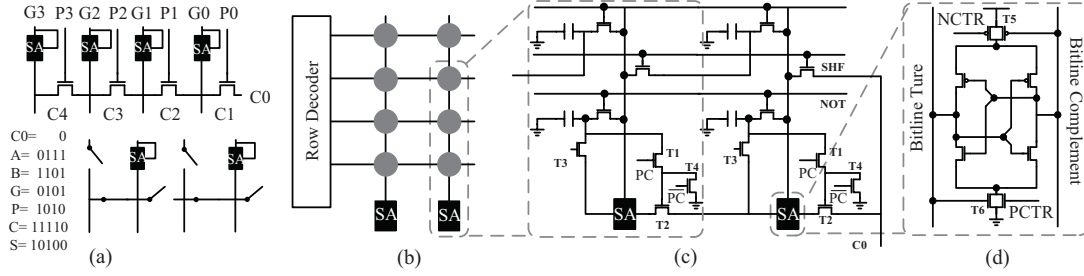 G3 P3 G2 P2 G1 P1 G0 P0
SA SA SA SA
C0
C4 C3 C2 C1
C0= 0
A= 0111
B= 1101
G= 0101
P= 1010
C= 11110
S= 10100
SA SA
(a)
Row Decoder
SA SA
(b)
SHF
NOT
T3 T1 T3 T1
PC T4 PC T4
PC PC
SA T2 SA T2
C0
(c)
NCTR T5
Bitline Ture
Bitline Complement
T6 PCTR
(d)